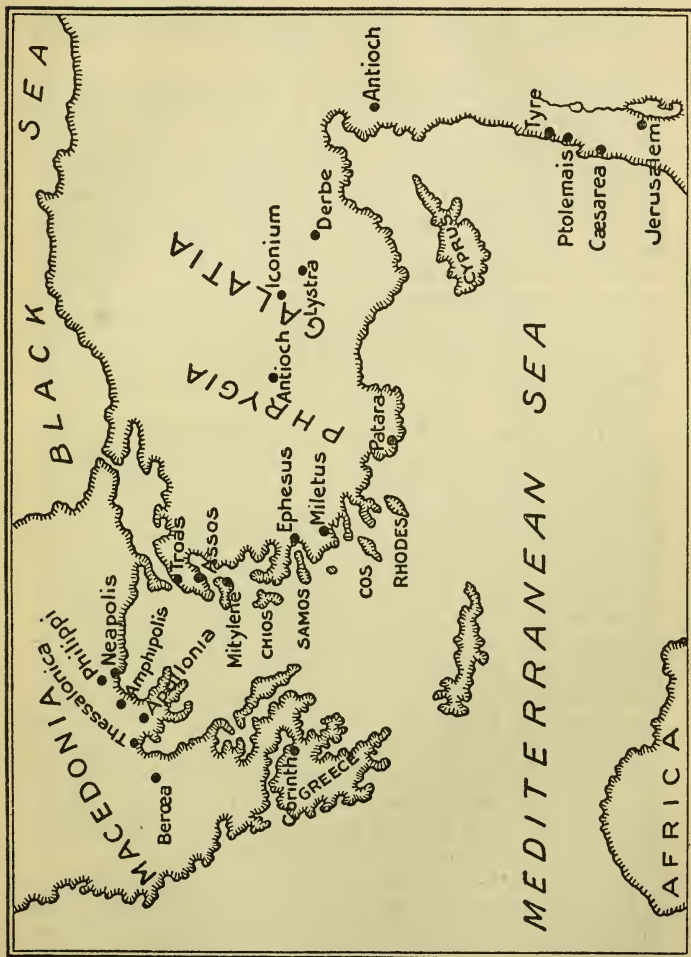 BLACK SEA
MACEDONIA
Thessalonica
Philippi
Neapolis
Amphipolis
Apollonia
Berœa
Troas
Assos
Mitylene
CHIOS
SAMOS
Ephesus
Miletus
PHRYGIA
Antioch
GALATIA
Iconium
Lystra
Derbe
Antioch
Corinth
GREECE
COS
RHODES
Patara
CYPRUS
Tyre
Ptolemais
Cæsarea
Jerusalem
MEDITERRANEAN SEA
AFRICA